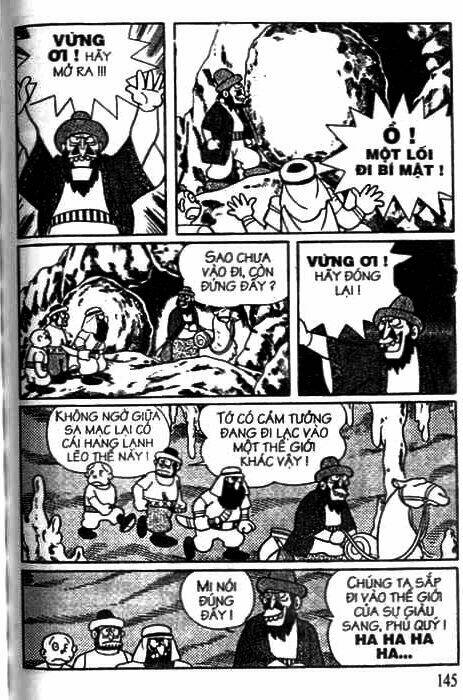 VỪNG
ƠI ! HÃY
MỞ RA !!!
Ồ !
MỘT LỐI
ĐI BÍ MẬT !
SAO CHƯA
VÀO ĐI, CÒN
ĐỨNG ĐẤY ?
VỪNG ƠI !
HÃY ĐÓNG
LẠI !
KHÔNG NGỜ GIỮA
SA MẠC LẠI CÓ
CÁI HANG LẠNH
LẼO THẾ NÀY !
TỚ CÓ CẢM TƯỞNG
ĐANG ĐI LẠC VÀO
MỘT THẾ GIỚI
KHÁC VẬY !
MI NÓI
ĐÚNG
ĐẤY !
CHÚNG TA SẮP
ĐI VÀO THẾ GIỚI
CỦA SỰ GIÀU
SANG, PHÚ QUÝ !
HA HA HA
HA...
145